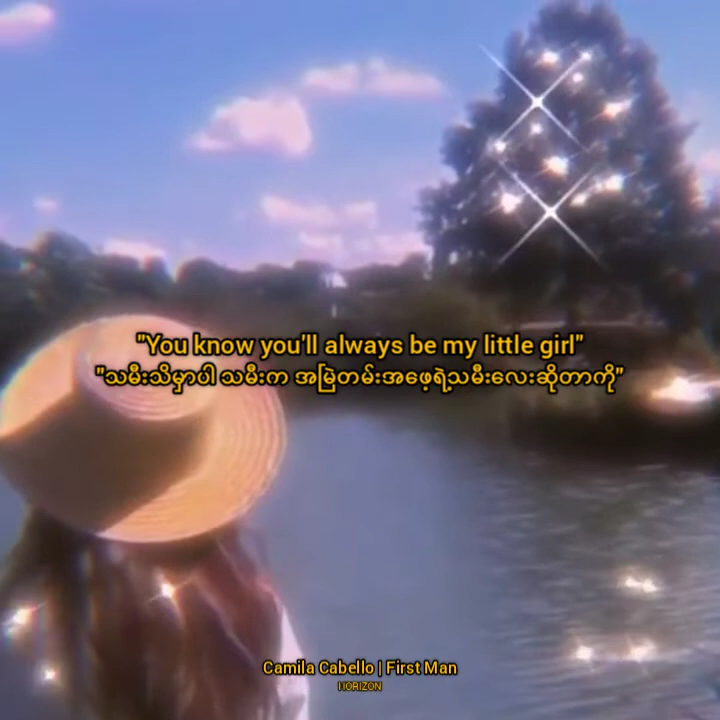 "You know you'll always be my little girl"
"သမီးသိမှာပါ သမီးက အမြဲတမ်းအဖေ့ရဲ့သမီးလေးဆိုတာကို"
Camila Cabello | First Man
HORIZON